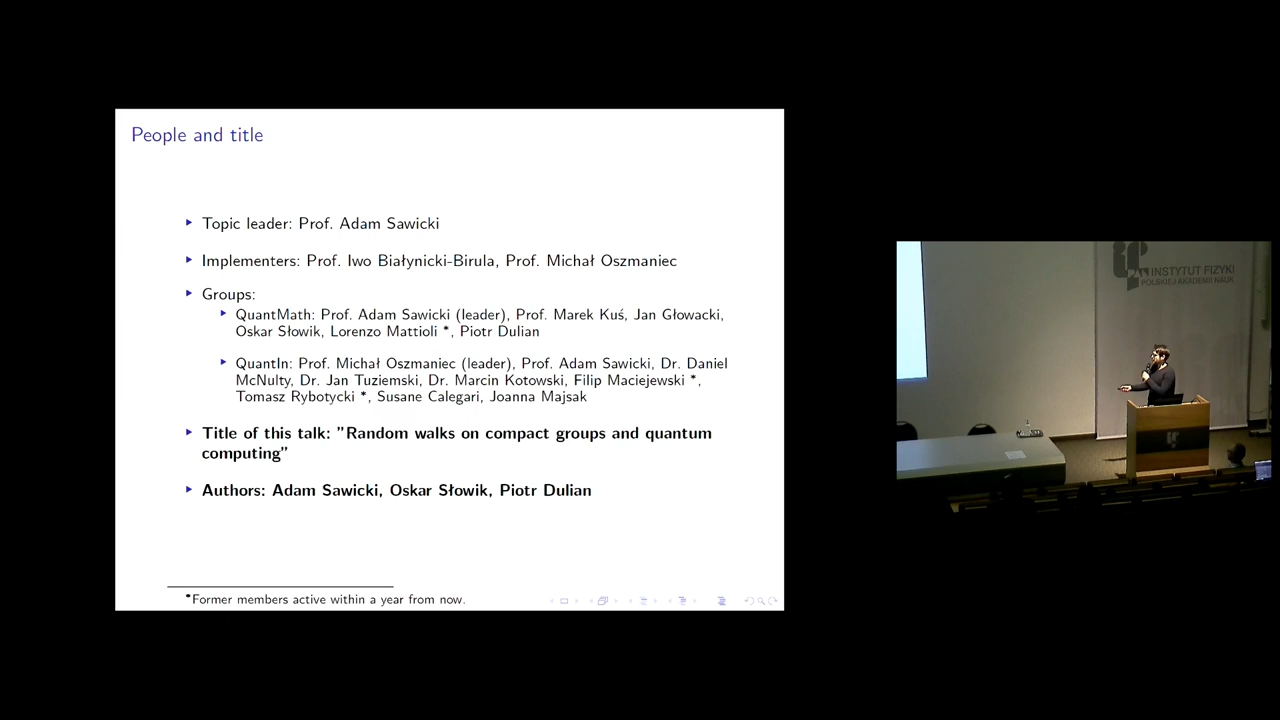 People and title
Topic leader: Prof. Adam Sawicki
Implementers: Prof. Iwo Białynicki-Birula, Prof. Michał Oszmaniec
Groups:
QuantMath: Prof. Adam Sawicki (leader), Prof. Marek Kuś, Jan Głowacki,
Oskar Słowik, Lorenzo Mattioli *, Piotr Dulian
QuantIn: Prof. Michał Oszmaniec (leader), Prof. Adam Sawicki, Dr. Daniel
McNulty, Dr. Jan Tuziemski, Dr. Marcin Kotowski, Filip Maciejewski *,
Tomasz Rybotycki *, Susane Calegari, Joanna Majsak
Title of this talk: "Random walks on compact groups and quantum
computing"
Authors: Adam Sawicki, Oskar Słowik, Piotr Dulian
*Former members active within a year from now.
INSTYTUT FIZYKI
POLSKIEJ AKADEMII NAUK